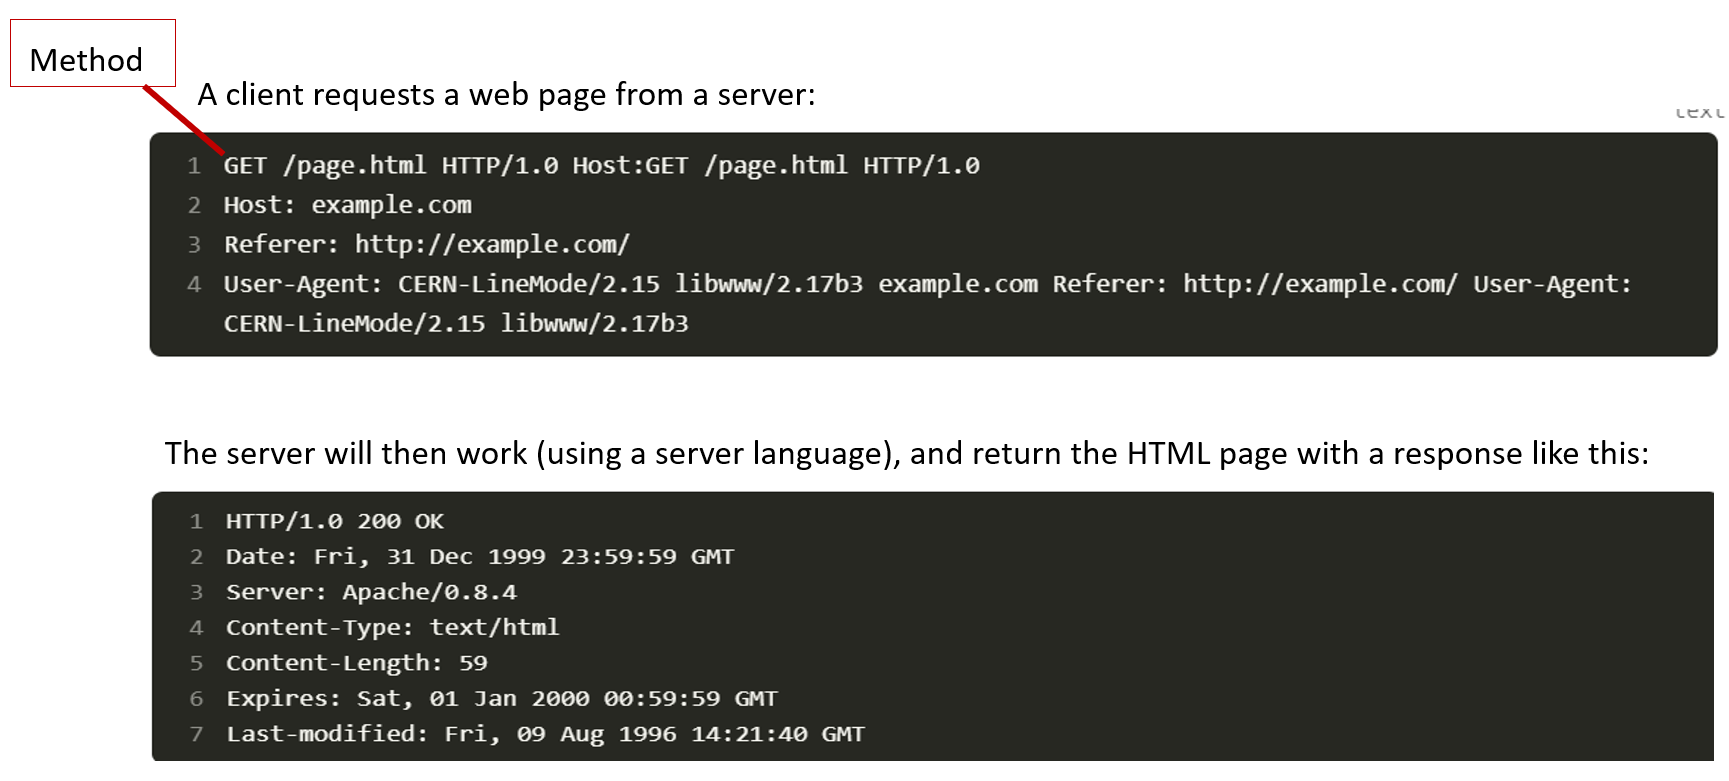 Method
A client requests a web page from a server:
text
1 GET /page.html HTTP/1.0 Host:GET /page.html HTTP/1.0
2 Host: example.com
3 Referer: http://example.com/
4 User-Agent: CERN-LineMode/2.15 libwww/2.17b3 example.com Referer: http://example.com/ User-Agent:
CERN-LineMode/2.15 libwww/2.17b3
The server will then work (using a server language), and return the HTML page with a response like this:
1 HTTP/1.0 200 OK
2 Date: Fri, 31 Dec 1999 23:59:59 GMT
3 Server: Apache/0.8.4
4 Content-Type: text/html
5 Content-Length: 59
6 Expires: Sat, 01 Jan 2000 00:59:59 GMT
7 Last-modified: Fri, 09 Aug 1996 14:21:40 GMT